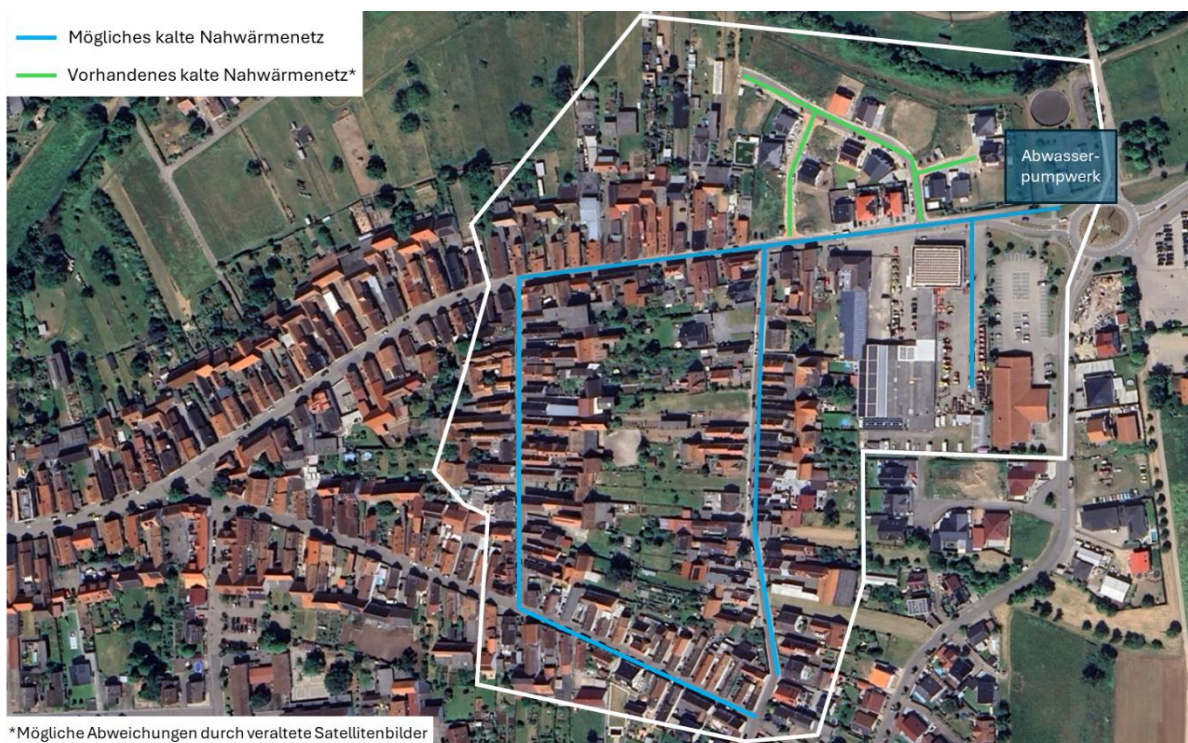 Mögliches kalte Nahwärmenetz
Vorhandenes kalte Nahwärmenetz*
Abwasser-
pumpwerk
*Mögliche Abweichungen durch veraltete Satellitenbilder